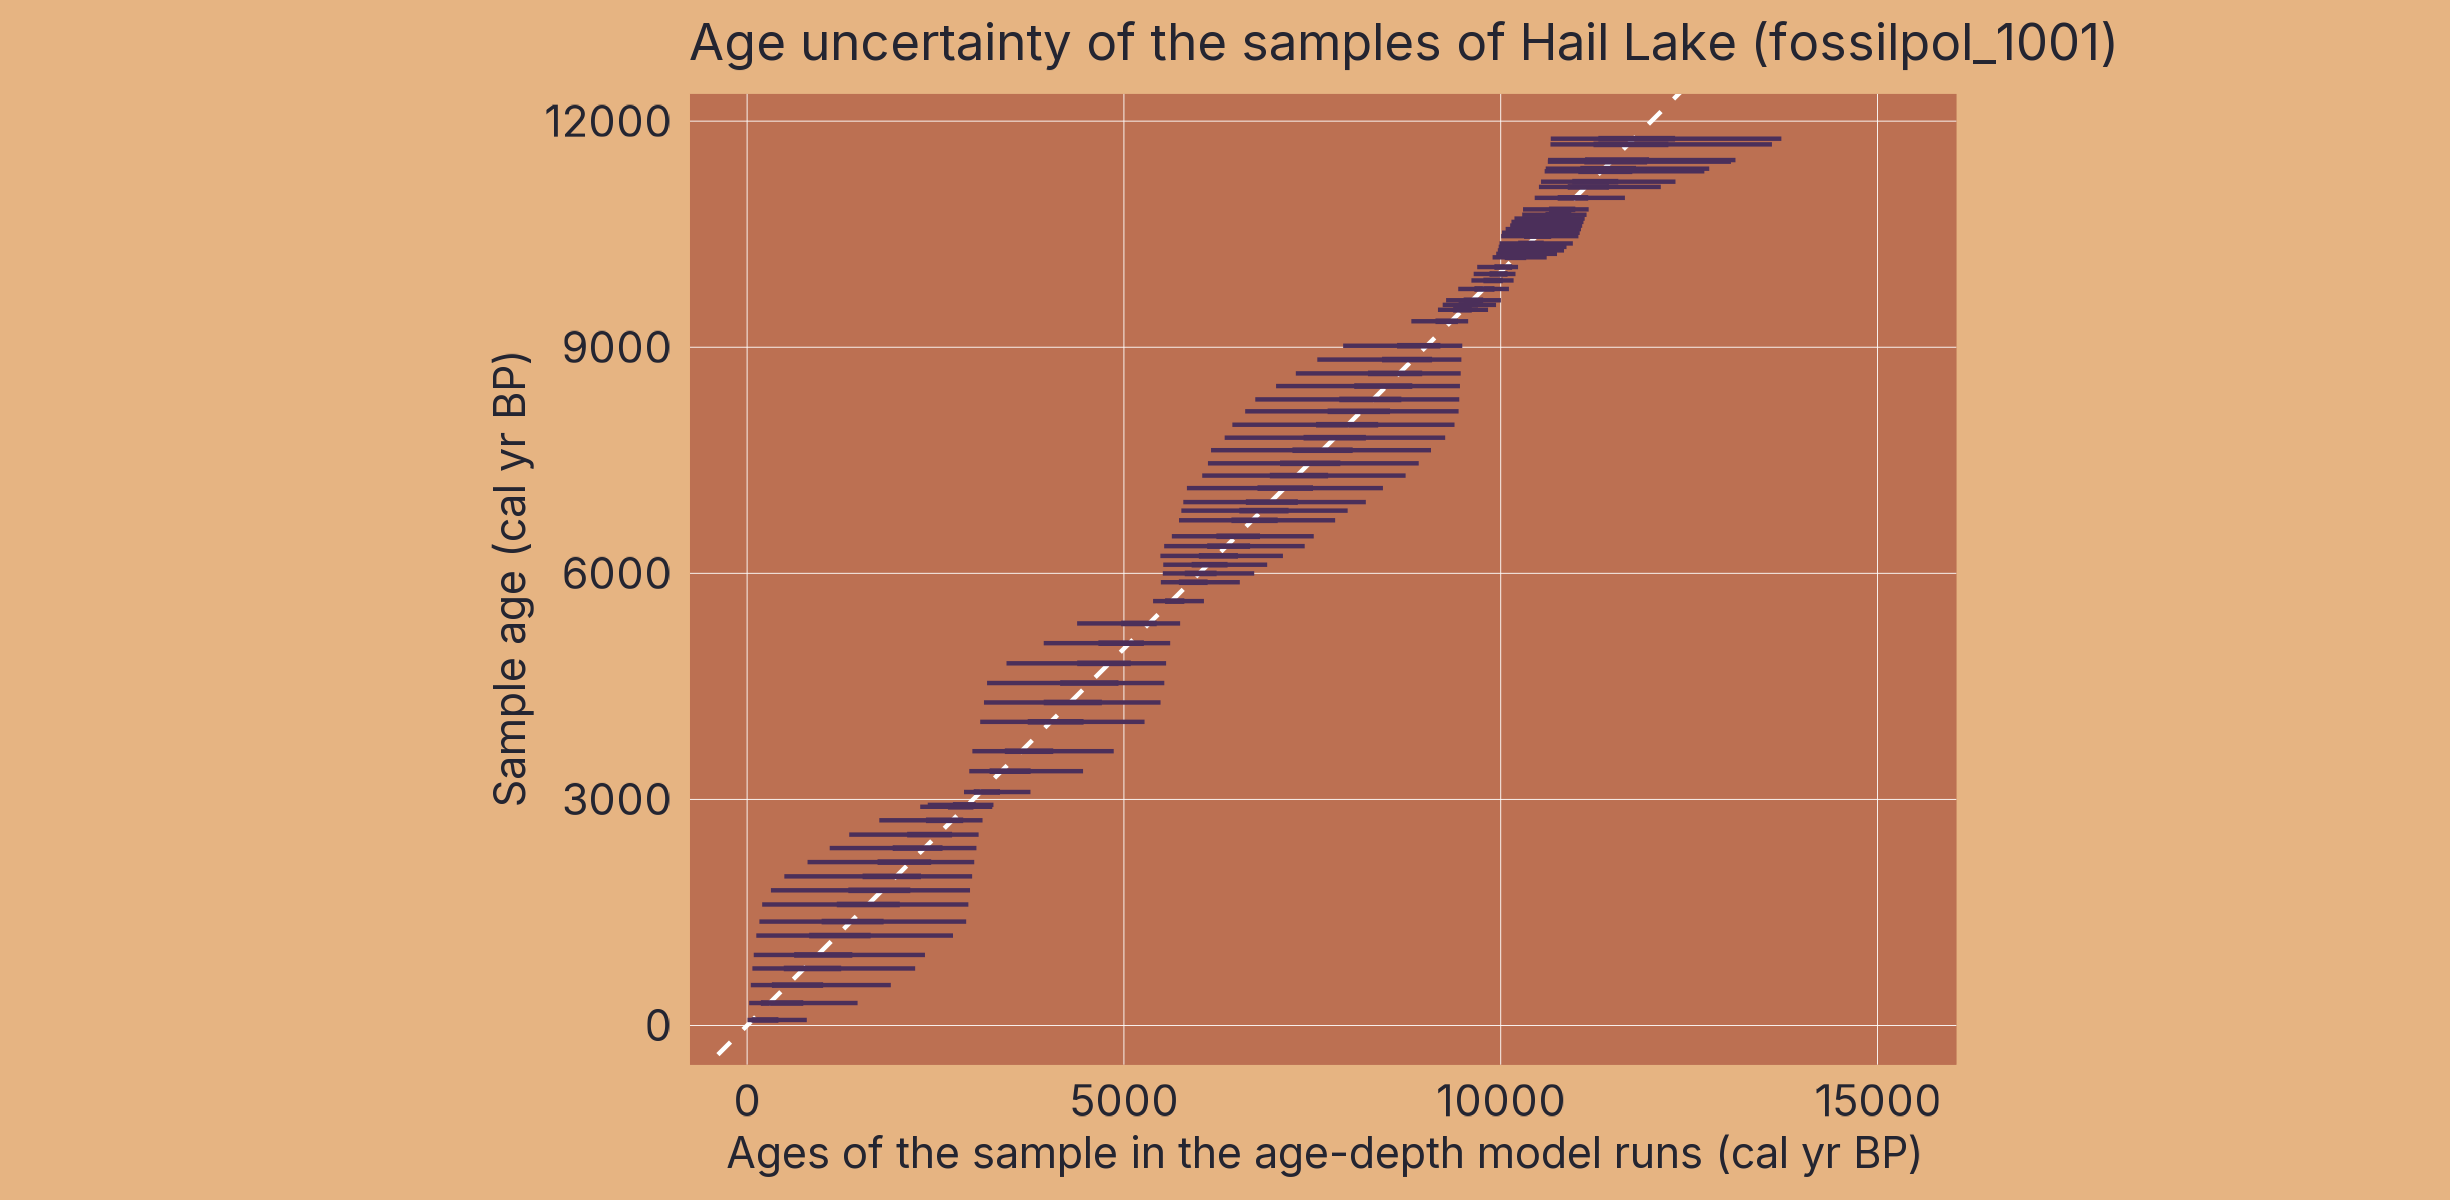 Age uncertainty of the samples of Hail Lake (fossilpol_1001)
12000
9000
6000
3000
0
Sample age (cal yr BP)
0 5000 10000 15000
Ages of the sample in the age-depth model runs (cal yr BP)